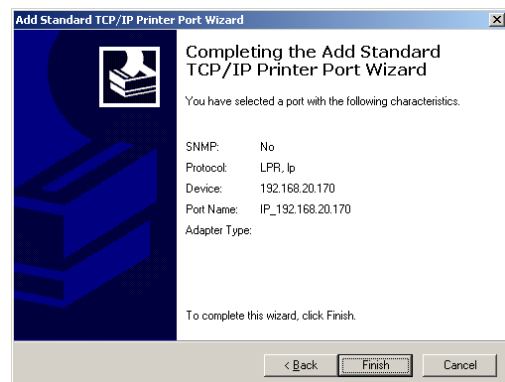 Add Standard TCP/IP Printer Port Wizard
Completing the Add Standard
TCP/IP Printer Port Wizard
You have selected a port with the following characteristics.
SNMP: No
Protocol: LPR, lp
Device: 192.168.20.170
Port Name: IP_192.168.20.170
Adapter Type:
To complete this wizard, click Finish.
< Back Finish Cancel